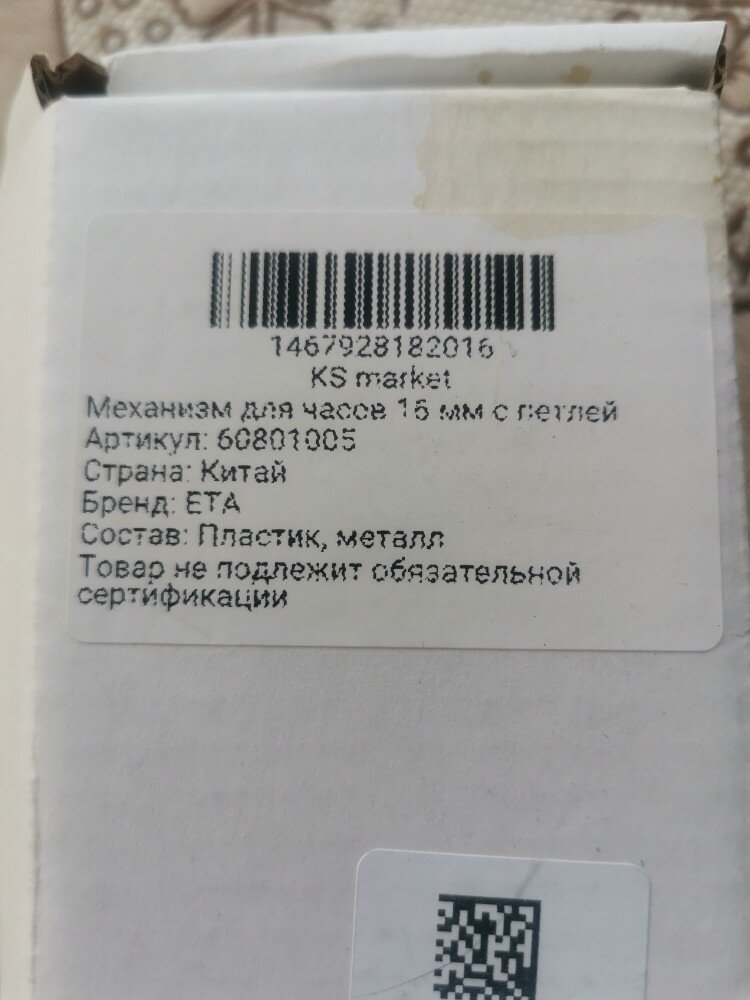 1467928182016
KS market
Механизм для часов 16 мм с петлей
Артикул: 60801005
Страна: Китай
Бренд: ETA
Состав: Пластик, металл
Товар не подлежит обязательной
сертификации